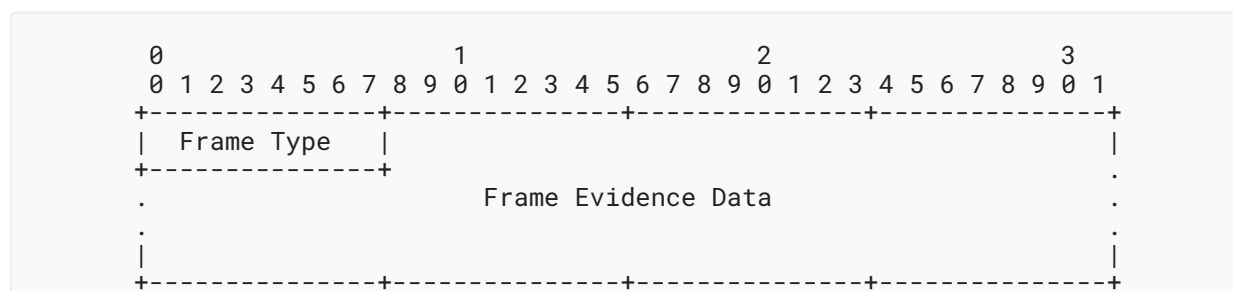 0                   1                   2                   3
0 1 2 3 4 5 6 7 8 9 0 1 2 3 4 5 6 7 8 9 0 1 2 3 4 5 6 7 8 9 0 1
+---------------+---------------+---------------+---------------+
|  Frame Type   |                                               |
+---------------+                                               .
.                      Frame Evidence Data                      .
.                                                               .
|                                                               |
+---------------+---------------+---------------+---------------+